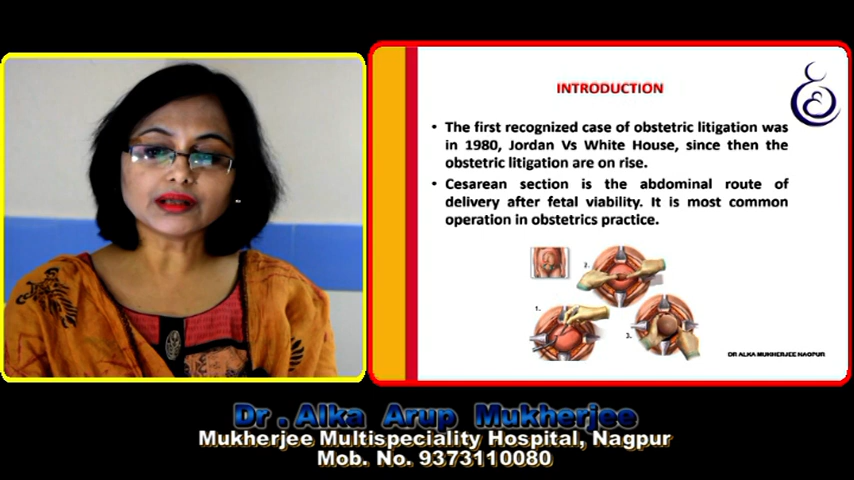 INTRODUCTION
• The first recognized case of obstetric litigation was
in 1980, Jordan Vs White House, since then the
obstetric litigation are on rise.
• Cesarean section is the abdominal route of
delivery after fetal viability. It is most common
operation in obstetrics practice.
2.
1.
3.
DR ALKA MUKHERJEE NAGPUR
Dr . Alka Arup Mukherjee
Mukherjee Multispeciality Hospital, Nagpur
Mob. No. 9373110080